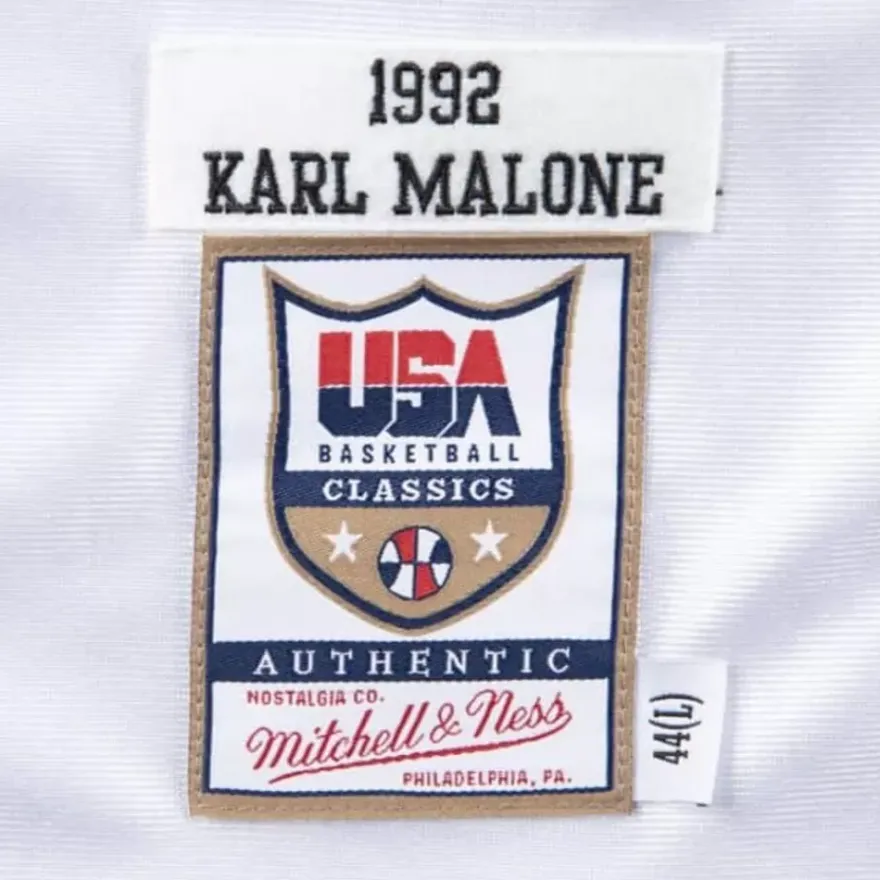 1992
KARL MALONE
USA
BASKETBALL
CLASSICS
AUTHENTIC
NOSTALGIA CO.
Mitchell & Ness
PHILADELPHIA, PA.
44(L)